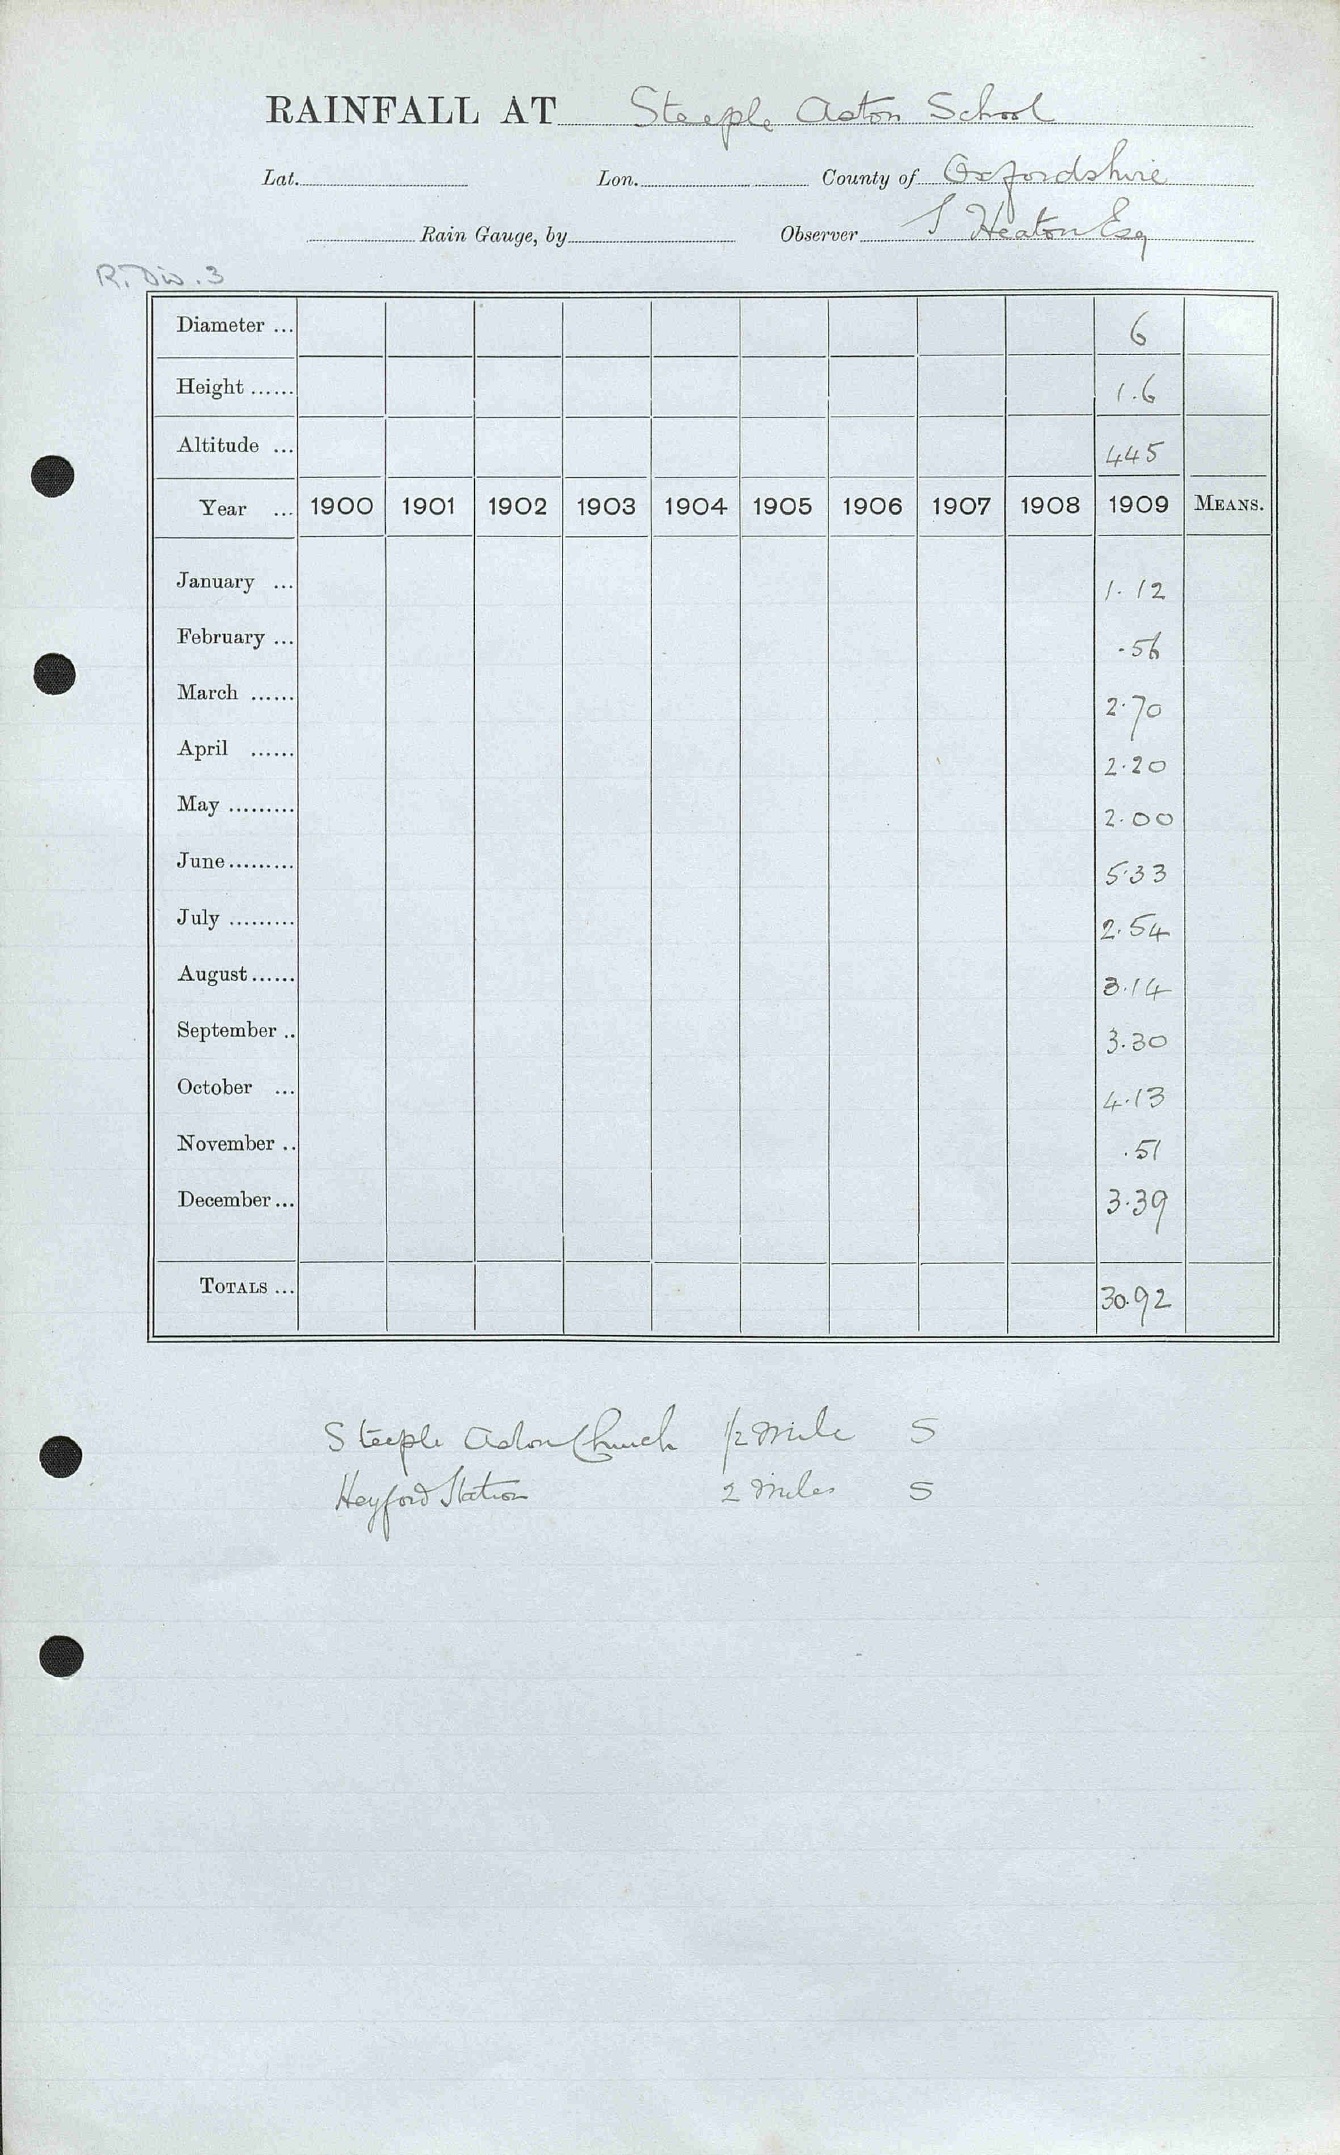 RAINFALL AT Steeple Aston School
Lat. Lon. County of Oxfordshire
Rain Gauge, by Observer J Heaton Esq
R. Div. 3
Diameter ... 6
Height ...... 1.6
Altitude ... 445
Year ... 1900 1901 1902 1903 1904 1905 1906 1907 1908 1909 MEANS.
January ... 1.12
February ... .56
March ...... 2.70
April ...... 2.20
May ......... 2.00
June......... 5.33
July ......... 2.54
August...... 3.14
September .. 3.30
October ... 4.13
November .. .51
December... 3.39
TOTALS ... 30.92
Steeple Aston Church 1/2 Mile S
Heyford Station 2 Miles S